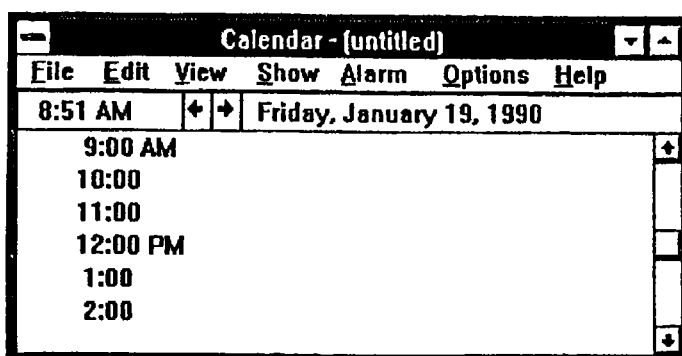 Calendar - (untitled)
File Edit View Show Alarm Options Help
8:51 AM Friday, January 19, 1990
9:00 AM
10:00
11:00
12:00 PM
1:00
2:00